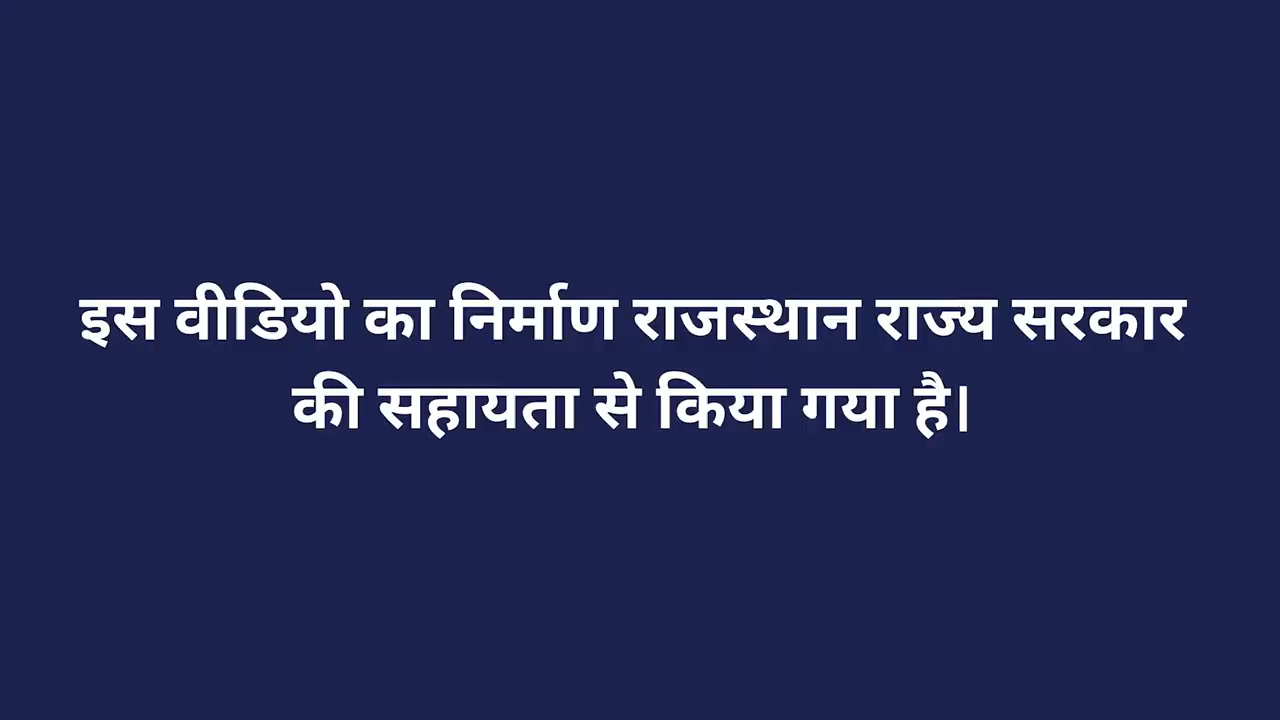 इस वीडियो का निर्माण राजस्थान राज्य सरकार
की सहायता से किया गया है।